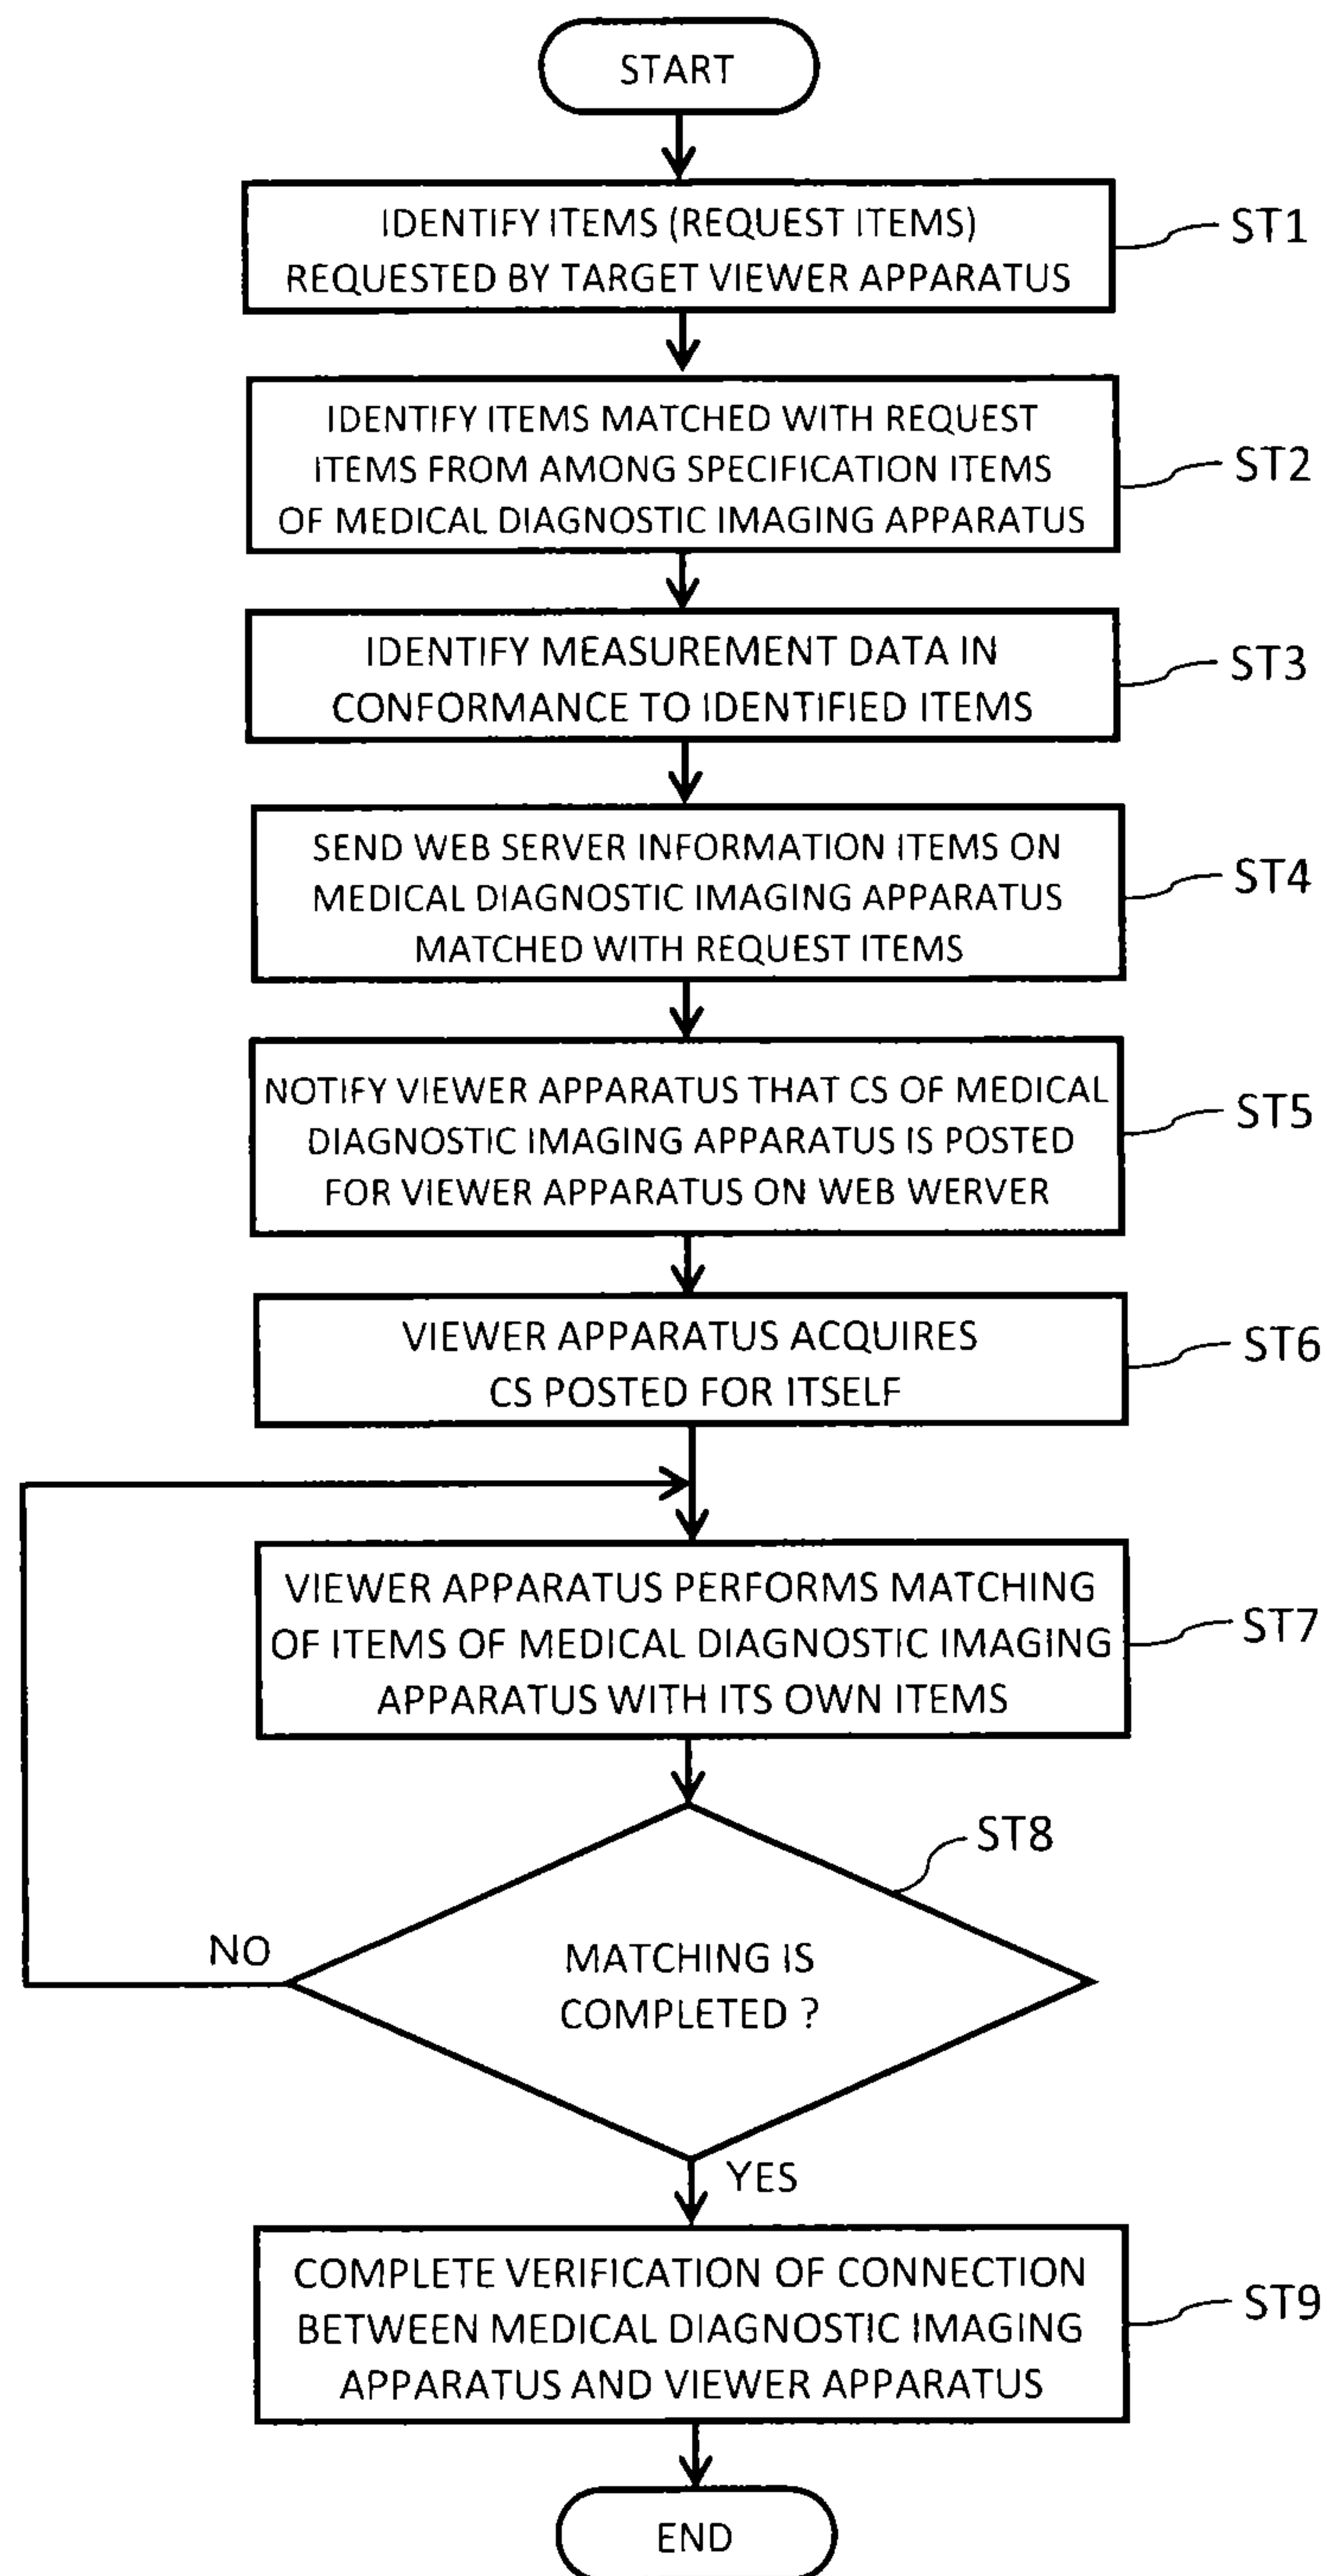 START
IDENTIFY ITEMS (REQUEST ITEMS)
REQUESTED BY TARGET VIEWER APPARATUS
ST1
IDENTIFY ITEMS MATCHED WITH REQUEST
ITEMS FROM AMONG SPECIFICATION ITEMS
OF MEDICAL DIAGNOSTIC IMAGING APPARATUS
ST2
IDENTIFY MEASUREMENT DATA IN
CONFORMANCE TO IDENTIFIED ITEMS
ST3
SEND WEB SERVER INFORMATION ITEMS ON
MEDICAL DIAGNOSTIC IMAGING APPARATUS
MATCHED WITH REQUEST ITEMS
ST4
NOTIFY VIEWER APPARATUS THAT CS OF MEDICAL
DIAGNOSTIC IMAGING APPARATUS IS POSTED
FOR VIEWER APPARATUS ON WEB WERVER
ST5
VIEWER APPARATUS ACQUIRES
CS POSTED FOR ITSELF
ST6
VIEWER APPARATUS PERFORMS MATCHING
OF ITEMS OF MEDICAL DIAGNOSTIC IMAGING
APPARATUS WITH ITS OWN ITEMS
ST7
ST8
NO
MATCHING IS
COMPLETED ?
YES
COMPLETE VERIFICATION OF CONNECTION
BETWEEN MEDICAL DIAGNOSTIC IMAGING
APPARATUS AND VIEWER APPARATUS
ST9
END